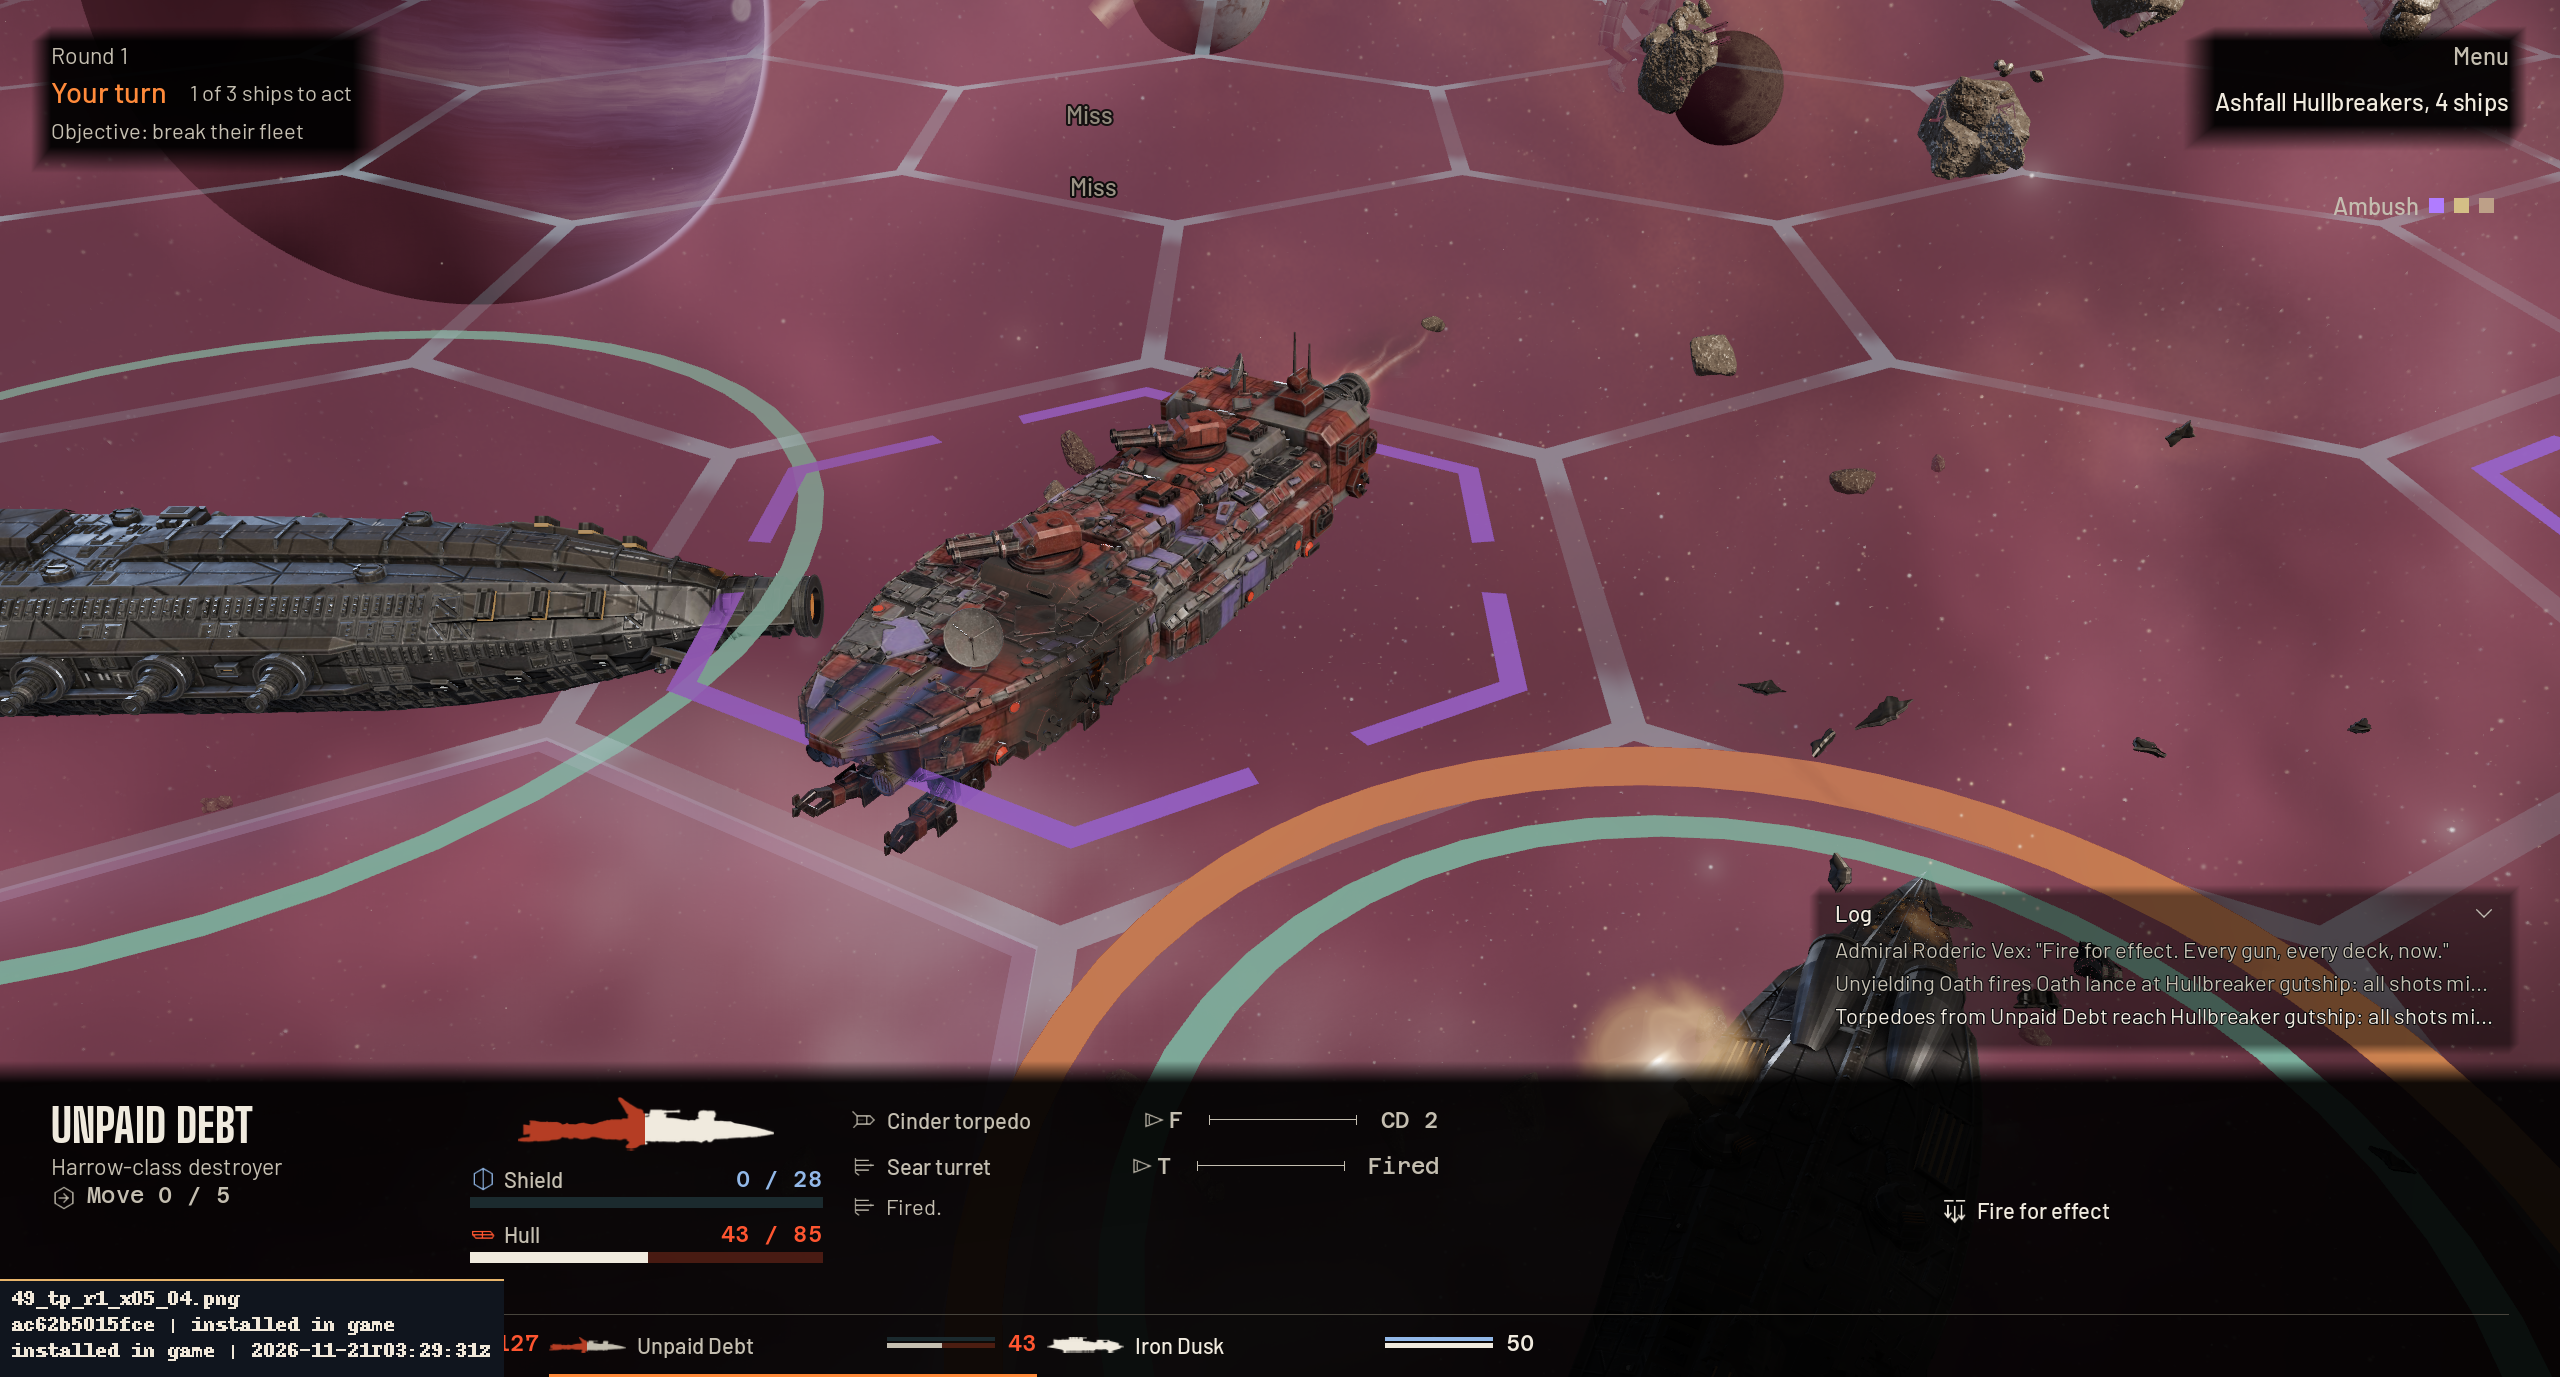 Round 1
Your turn 1 of 3 ships to act
Objective: break their fleet
Menu
Ashfall Hullbreakers, 4 ships
Ambush
Miss
Miss
Log
Admiral Roderic Vex: "Fire for effect. Every gun, every deck, now."
Unyielding Oath fires Oath lance at Hullbreaker gutship: all shots mi...
Torpedoes from Unpaid Debt reach Hullbreaker gutship: all shots mi...
UNPAID DEBT
Harrow-class destroyer
Move 0 / 5
Shield 0 / 28
Hull 43 / 85
Cinder torpedo F CD 2
Sear turret T Fired
Fired.
Fire for effect
49_tp_r1_x05_04.png
ac62b5015fce | installed in game
installed in game | 2026-11-21r03:29:31z
127 Unpaid Debt 43 Iron Dusk 50